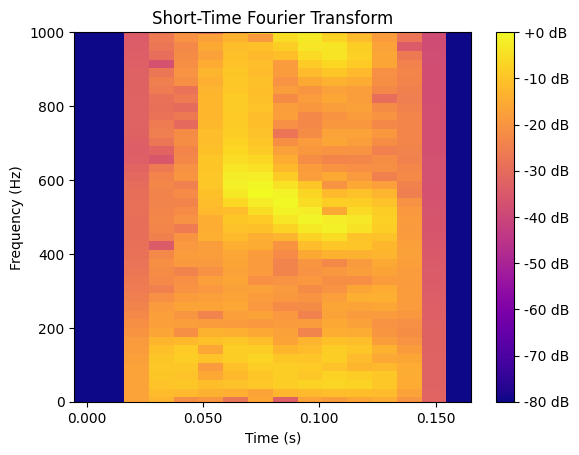 Short-Time Fourier Transform
1000
800
600
400
200
0
Frequency (Hz)
0.000
0.050
0.100
0.150
Time (s)
+0 dB
-10 dB
-20 dB
-30 dB
-40 dB
-50 dB
-60 dB
-70 dB
-80 dB